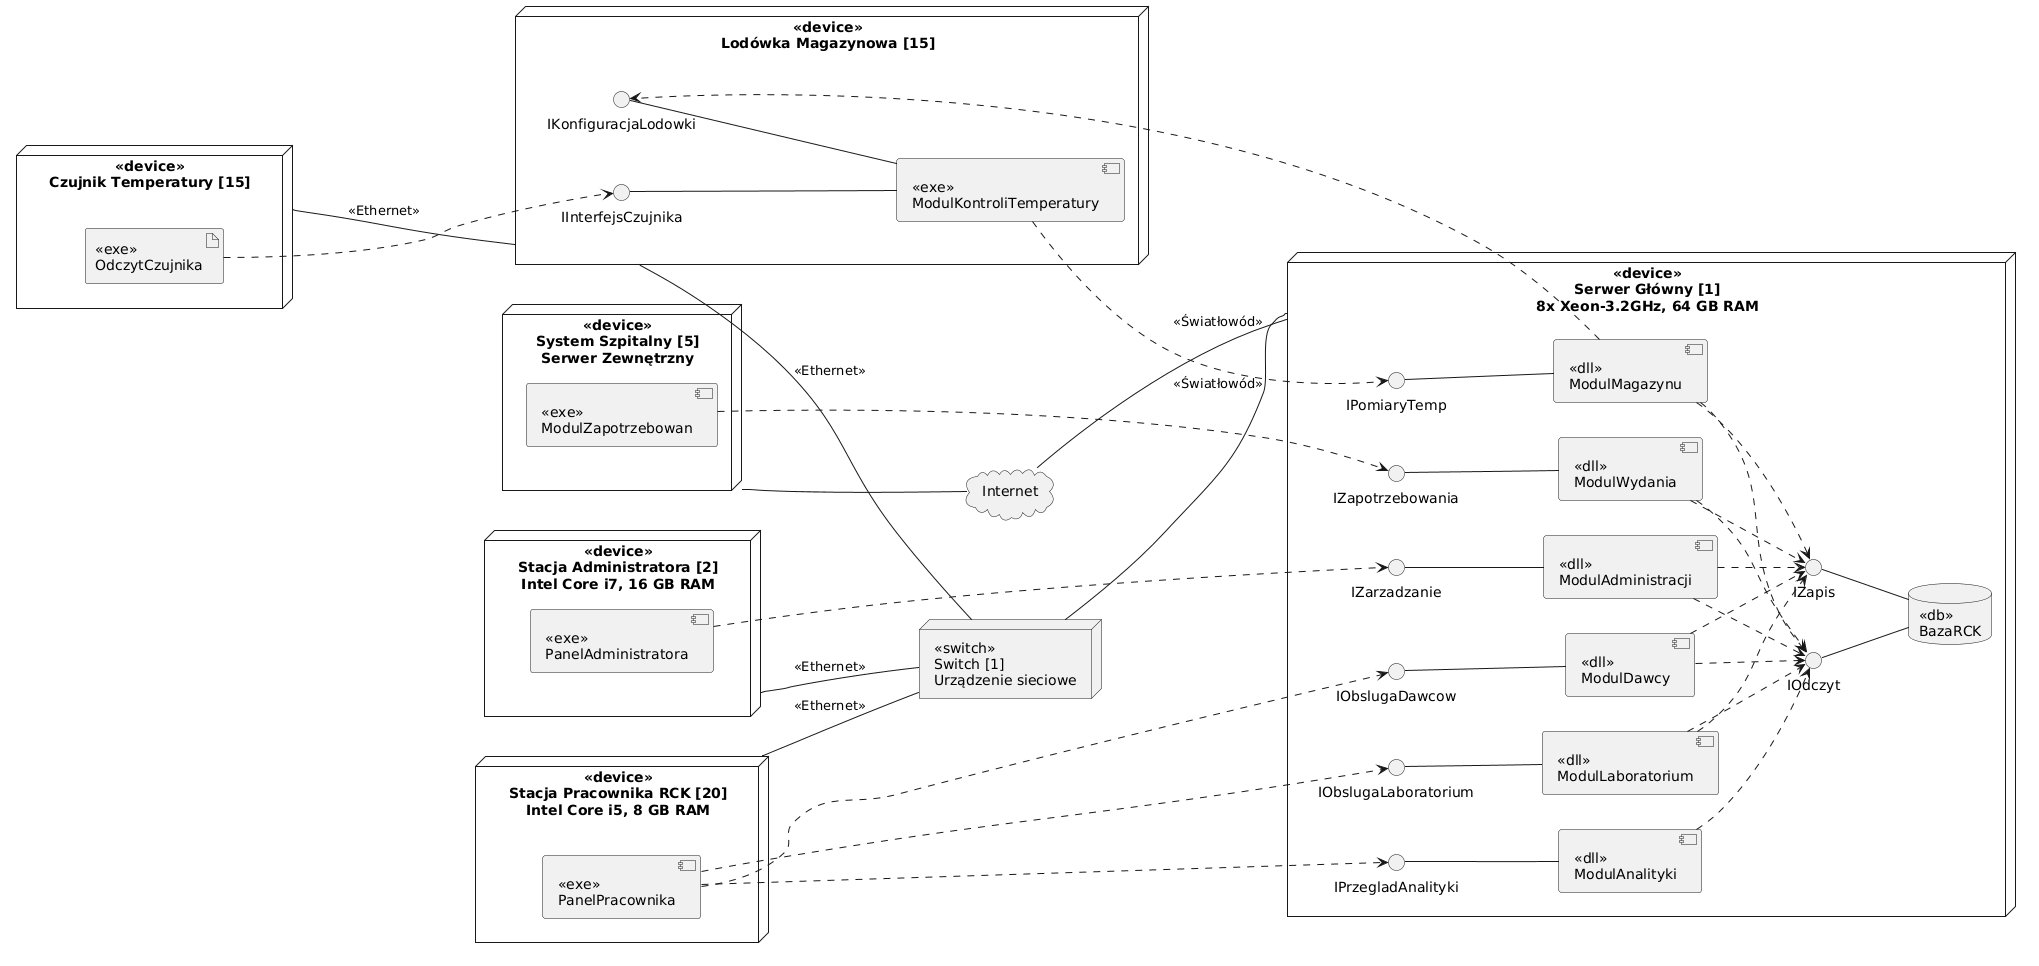 «device»
Lodówka Magazynowa [15]
IKonfiguracjaLodowki
IInterfejsCzujnika
«exe»
ModulKontroliTemperatury
«device»
Czujnik Temperatury [15]
«exe»
OdczytCzujnika
«Ethernet»
«device»
System Szpitalny [5]
Serwer Zewnętrzny
«exe»
ModulZapotrzebowan
«Ethernet»
Internet
«Światłowód»
«Światłowód»
«device»
Stacja Administratora [2]
Intel Core i7, 16 GB RAM
«exe»
PanelAdministratora
«Ethernet»
«Ethernet»
«switch»
Switch [1]
Urządzenie sieciowe
«device»
Stacja Pracownika RCK [20]
Intel Core i5, 8 GB RAM
«exe»
PanelPracownika
«device»
Serwer Główny [1]
8x Xeon-3.2GHz, 64 GB RAM
IPomiaryTemp
«dll»
ModulMagazynu
IZapotrzebowania
«dll»
ModulWydania
IZarzadzanie
«dll»
ModulAdministracji
IObslugaDawcow
«dll»
ModulDawcy
IObslugaLaboratorium
«dll»
ModulLaboratorium
IPrzegladAnalityki
«dll»
ModulAnalityki
IZapis
IOdczyt
«db»
BazaRCK